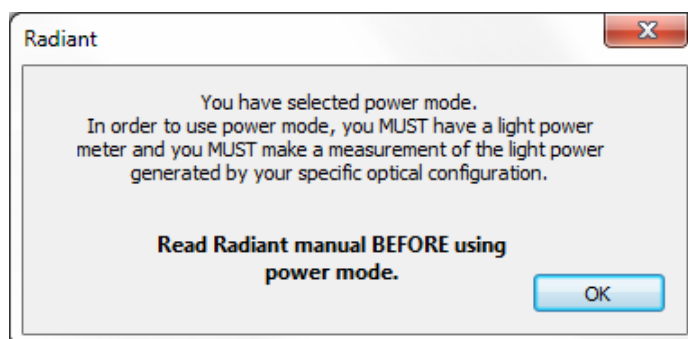 Radiant
You have selected power mode.
In order to use power mode, you MUST have a light power
meter and you MUST make a measurement of the light power
generated by your specific optical configuration.
Read Radiant manual BEFORE using
power mode.
OK